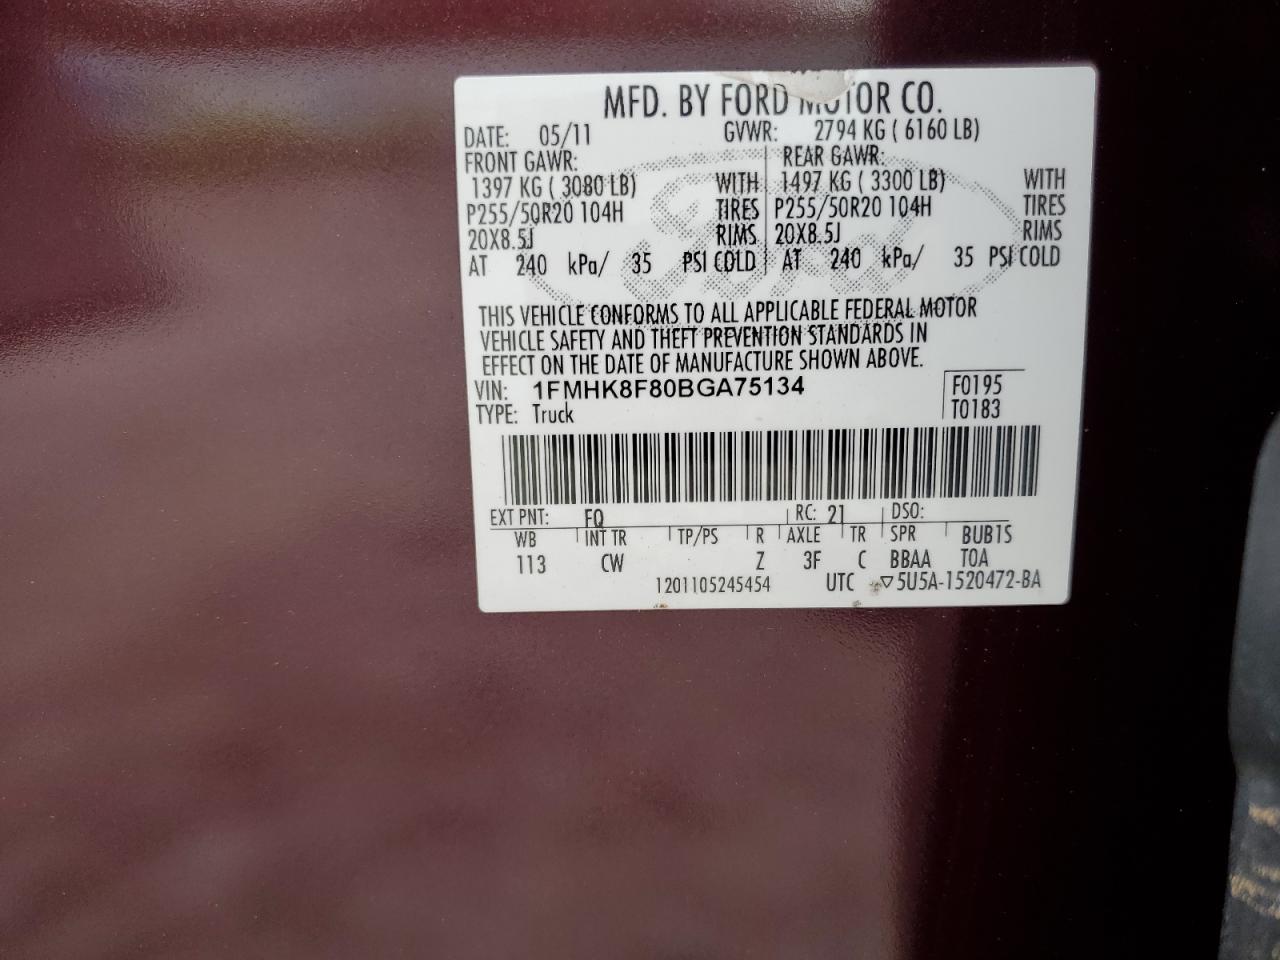 MFD. BY FORD MOTOR CO.
DATE: 05/11 GVWR: 2794 KG ( 6160 LB)
FRONT GAWR: REAR GAWR:
1397 KG ( 3080 LB) WITH 1497 KG ( 3300 LB) WITH
P255/50R20 104H TIRES P255/50R20 104H TIRES
20X8.5J RIMS 20X8.5J RIMS
AT 240 kPa/ 35 PSI COLD AT 240 kPa/ 35 PSI COLD
THIS VEHICLE CONFORMS TO ALL APPLICABLE FEDERAL MOTOR
VEHICLE SAFETY AND THEFT PREVENTION STANDARDS IN
EFFECT ON THE DATE OF MANUFACTURE SHOWN ABOVE.
VIN: 1FMHK8F80BGA75134 F0195
TYPE: Truck T0183
EXT PNT: FQ RC: 21 DSO:
WB INT TR TP/PS R AXLE TR SPR BUB1S
113 CW Z 3F C BBAA TOA
1201105245454 UTC ▽5U5A-1520472-BA